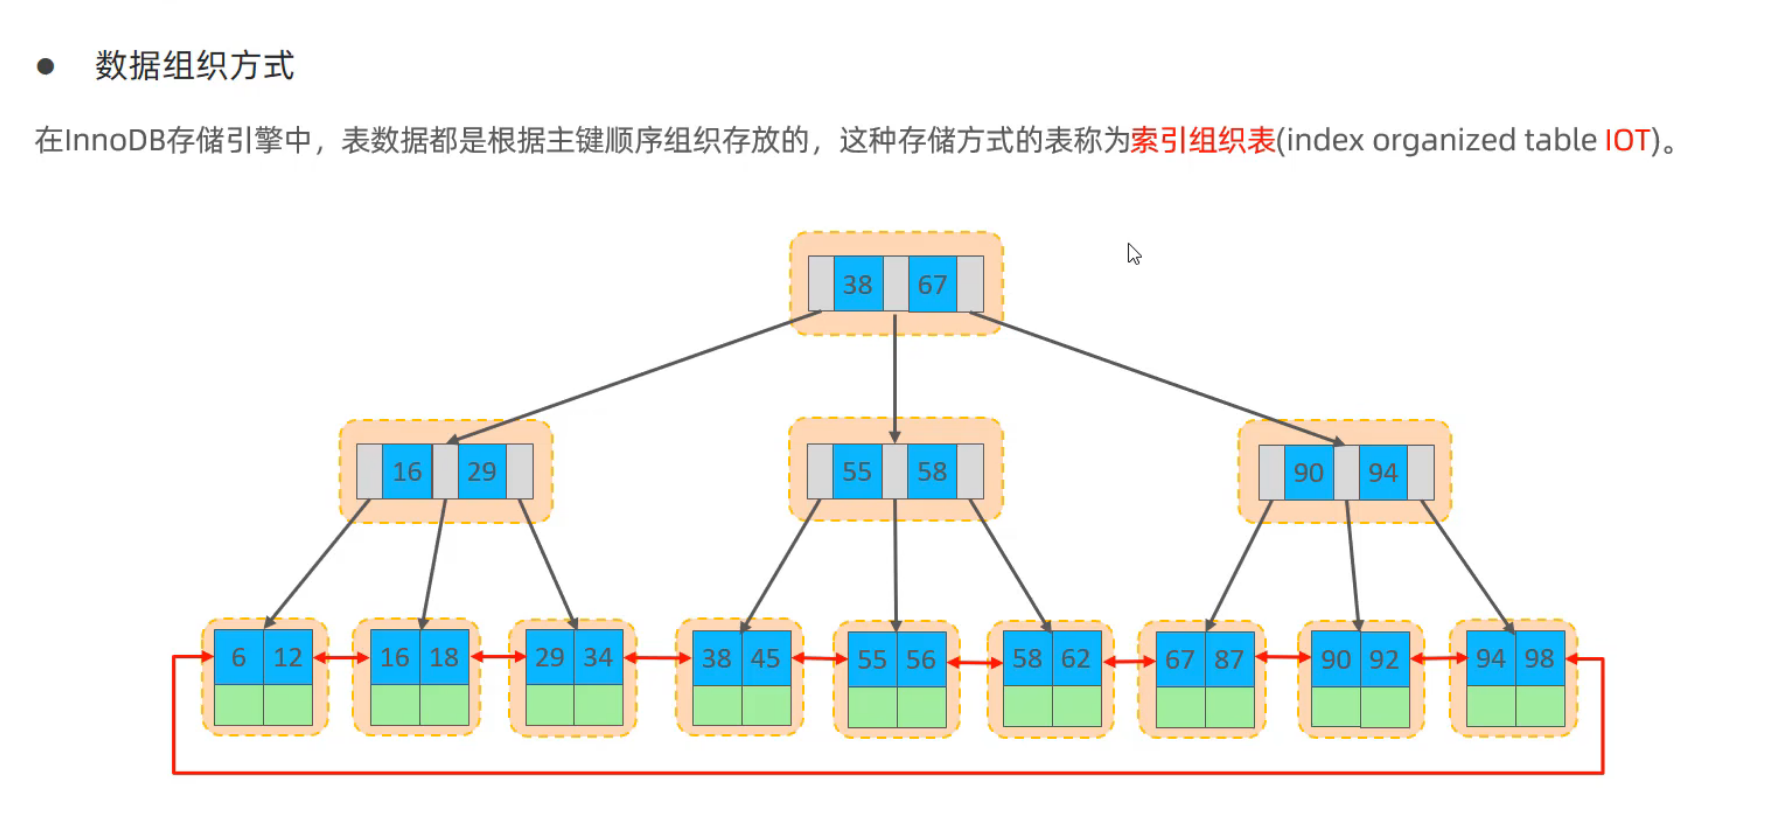 ● 数据组织方式
在InnoDB存储引擎中，表数据都是根据主键顺序组织存放的，这种存储方式的表称为索引组织表(index organized table IOT)。
38 67
16 29 55 58 90 94
6 12 16 18 29 34 38 45 55 56 58 62 67 87 90 92 94 98